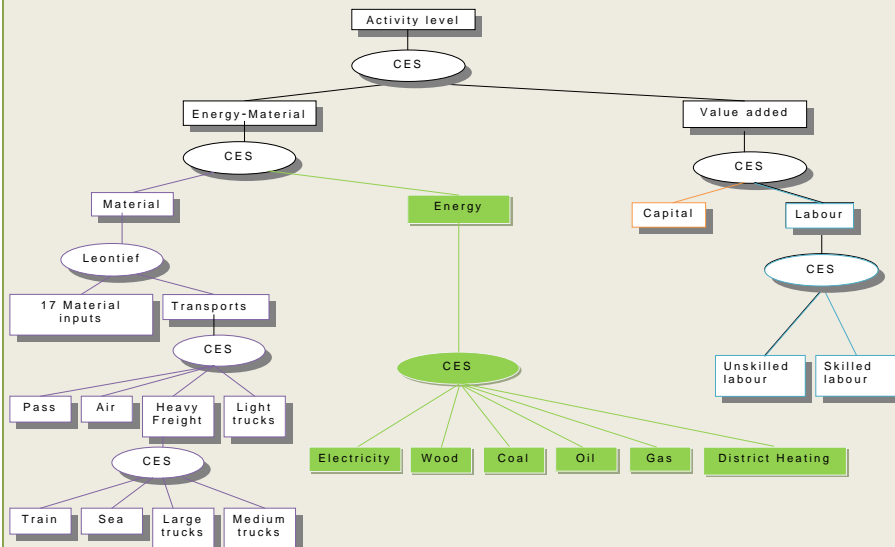 Activity level
CES
Energy-Material
Value added
CES
CES
Material
Energy
Capital
Labour
Leontief
CES
17 Material
inputs
Transports
CES
CES
Unskilled
labour
Skilled
labour
Pass
Air
Heavy
Freight
Light
trucks
CES
Electricity
Wood
Coal
Oil
Gas
District Heating
Train
Sea
Large
trucks
Medium
trucks